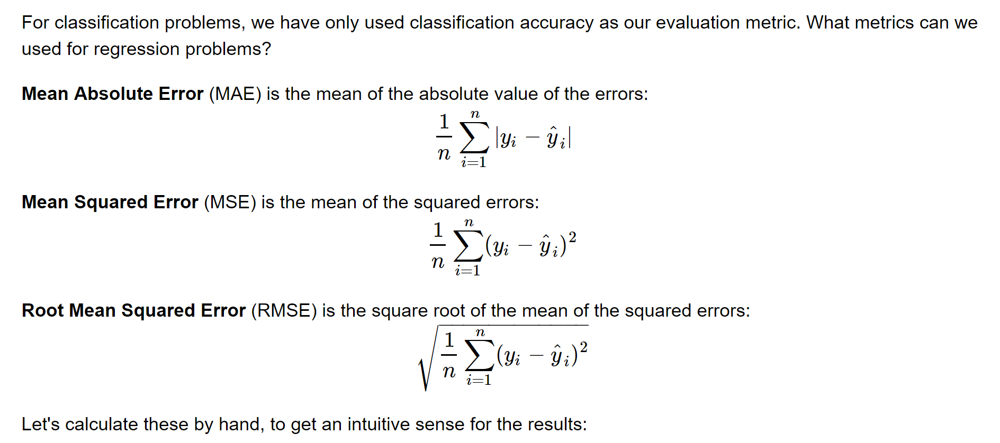 For classification problems, we have only used classification accuracy as our evaluation metric. What metrics can we
used for regression problems?
Mean Absolute Error (MAE) is the mean of the absolute value of the errors:
$\frac{1}{n} \sum_{i=1}^{n} |y_i - \hat{y}_i|$
Mean Squared Error (MSE) is the mean of the squared errors:
$\frac{1}{n} \sum_{i=1}^{n} (y_i - \hat{y}_i)^2$
Root Mean Squared Error (RMSE) is the square root of the mean of the squared errors:
$\sqrt{\frac{1}{n} \sum_{i=1}^{n} (y_i - \hat{y}_i)^2}$
Let's calculate these by hand, to get an intuitive sense for the results: